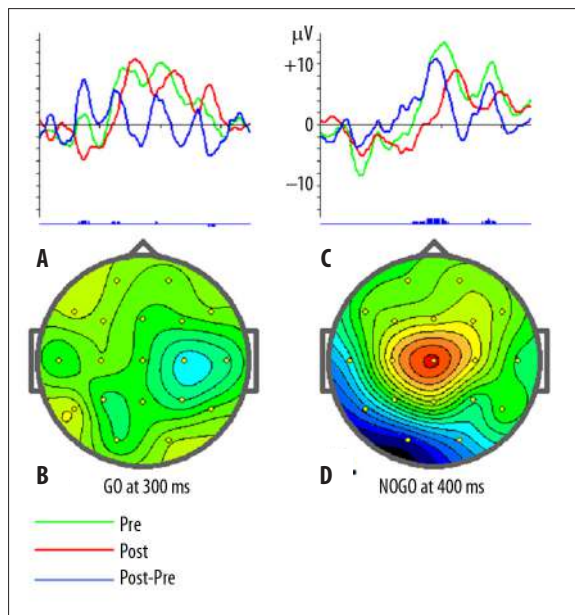 μV
+10
0
−10
A
C
B
GO at 300 ms
D
NOGO at 400 ms
Pre
Post
Post-Pre